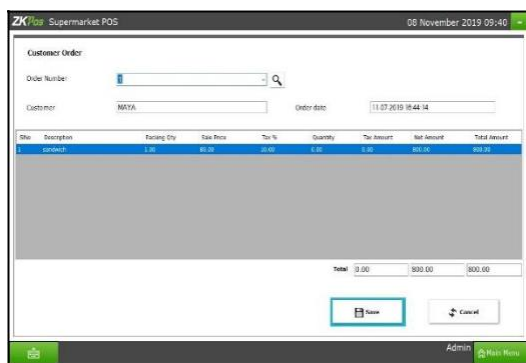 ZKPos Supermarket POS 08 November 2019 09:40
Customer Order
Order Number 1
Customer MAYA Order date 11.07.2019 18:44:14
SlNo Description Packing Qty Sale Price Tax % Quantity Tax Amount Net Amount Total Amount
1 sandwich 1.00 80.00 10.00 0.00 0.00 800.00 800.00
Total 0.00 800.00 800.00
Save Cancel
Admin Main Menu